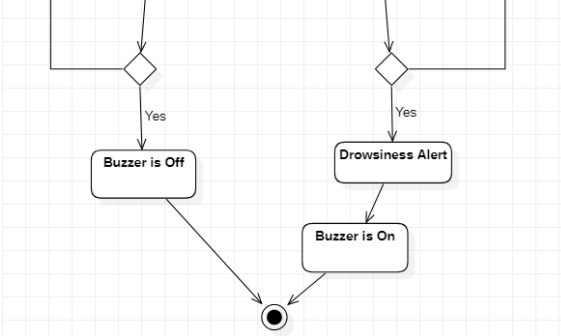 Yes
Yes
Buzzer is Off
Drowsiness Alert
Buzzer is On